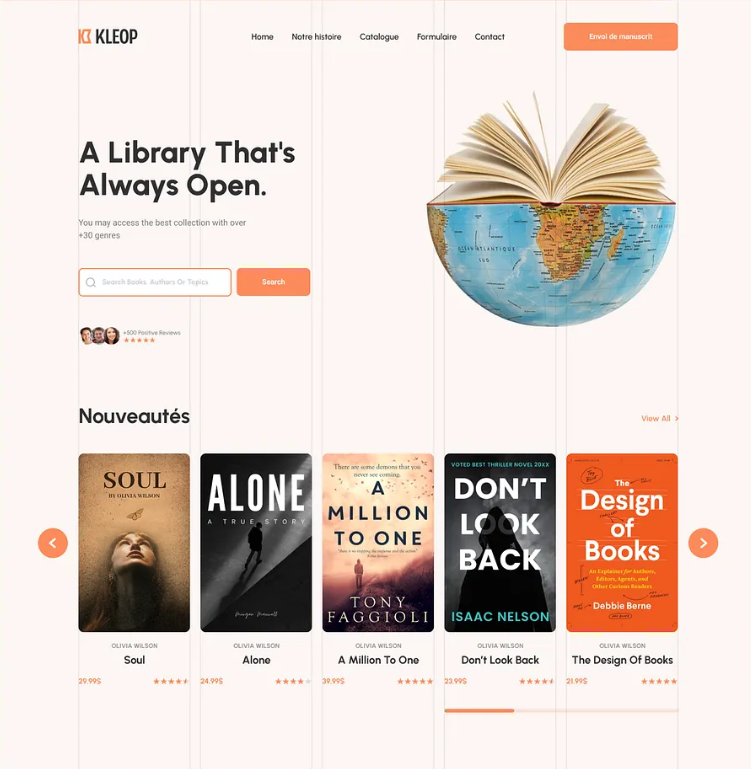 KLEOP
Home
Notre histoire
Catalogue
Formulaire
Contact
Envoi de manuscrit
A Library That's
Always Open.
You may access the best collection with over
+30 genres
Search Books, Authors Or Topics
Search
+500 Positive Reviews
OCEAN ATLANTIQUE
SUD
Nouveautés
View All
SOUL
BY OLIVIA WILSON
ALONE
A TRUE STORY
There are some demons that you
never see coming.
A
MILLION
TO ONE
TONY
FAGGIOLI
VOTED BEST THRILLER NOVEL 20XX
DON'T
LOOK
BACK
ISAAC NELSON
The
Design
of
Books
An Explainer for Authors,
Editors, Agents, and
Other Curious Readers
Debbie Berne
OLIVIA WILSON
Soul
29.99$
OLIVIA WILSON
Alone
24.99$
OLIVIA WILSON
A Million To One
39.99$
OLIVIA WILSON
Don't Look Back
23.99$
OLIVIA WILSON
The Design Of Books
21.99$